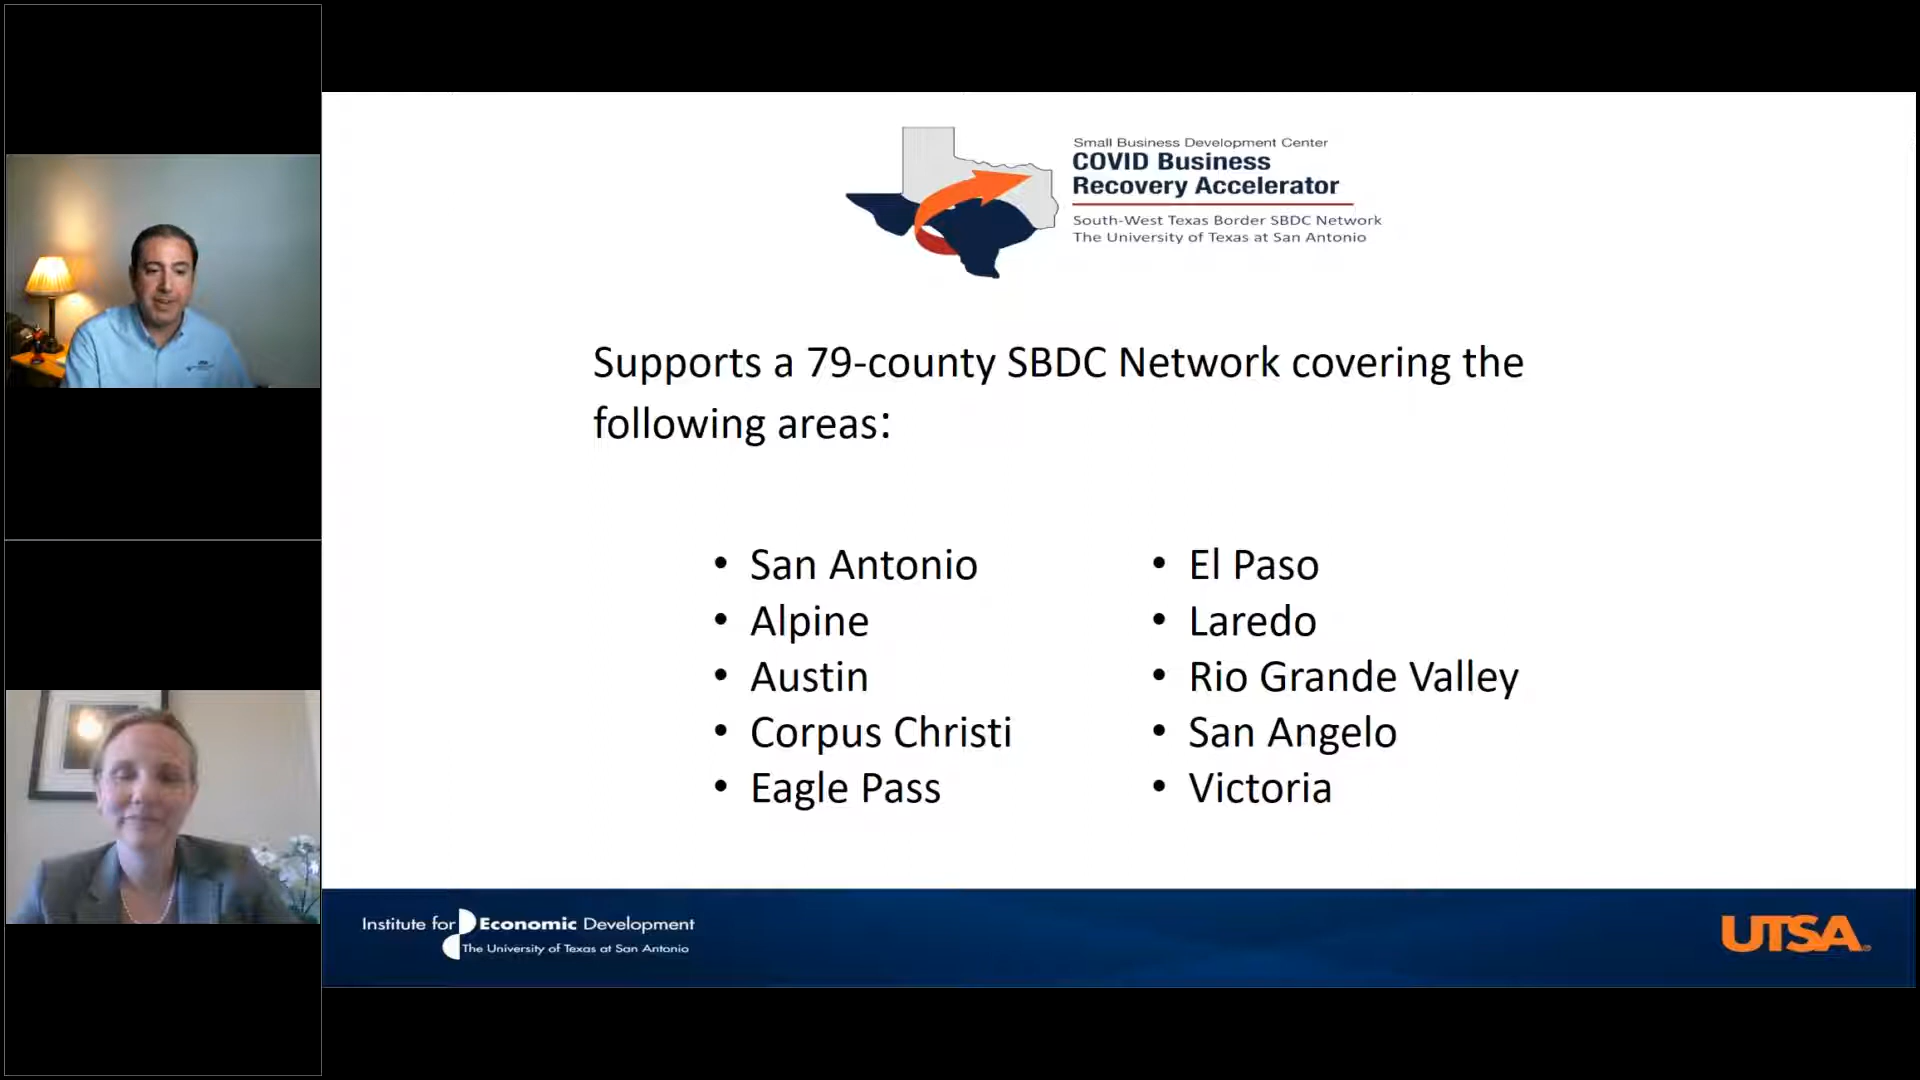 Small Business Development Center
COVID Business
Recovery Accelerator
South-West Texas Border SBDC Network
The University of Texas at San Antonio
Supports a 79-county SBDC Network covering the
following areas:
• San Antonio
• Alpine
• Austin
• Corpus Christi
• Eagle Pass
• El Paso
• Laredo
• Rio Grande Valley
• San Angelo
• Victoria
Institute for Economic Development
The University of Texas at San Antonio
UTSA